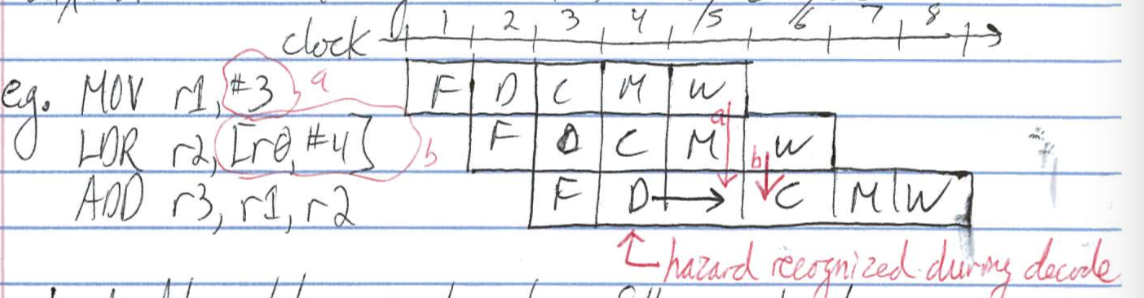 clock 0 1 2 3 4 5 6 7 8
e.g. MOV r1, #3 a F D C M W
LDR r2, [r0, #4] b F D C M W
ADD r3, r1, r2 F D C M W
a b
hazard recognized during decode